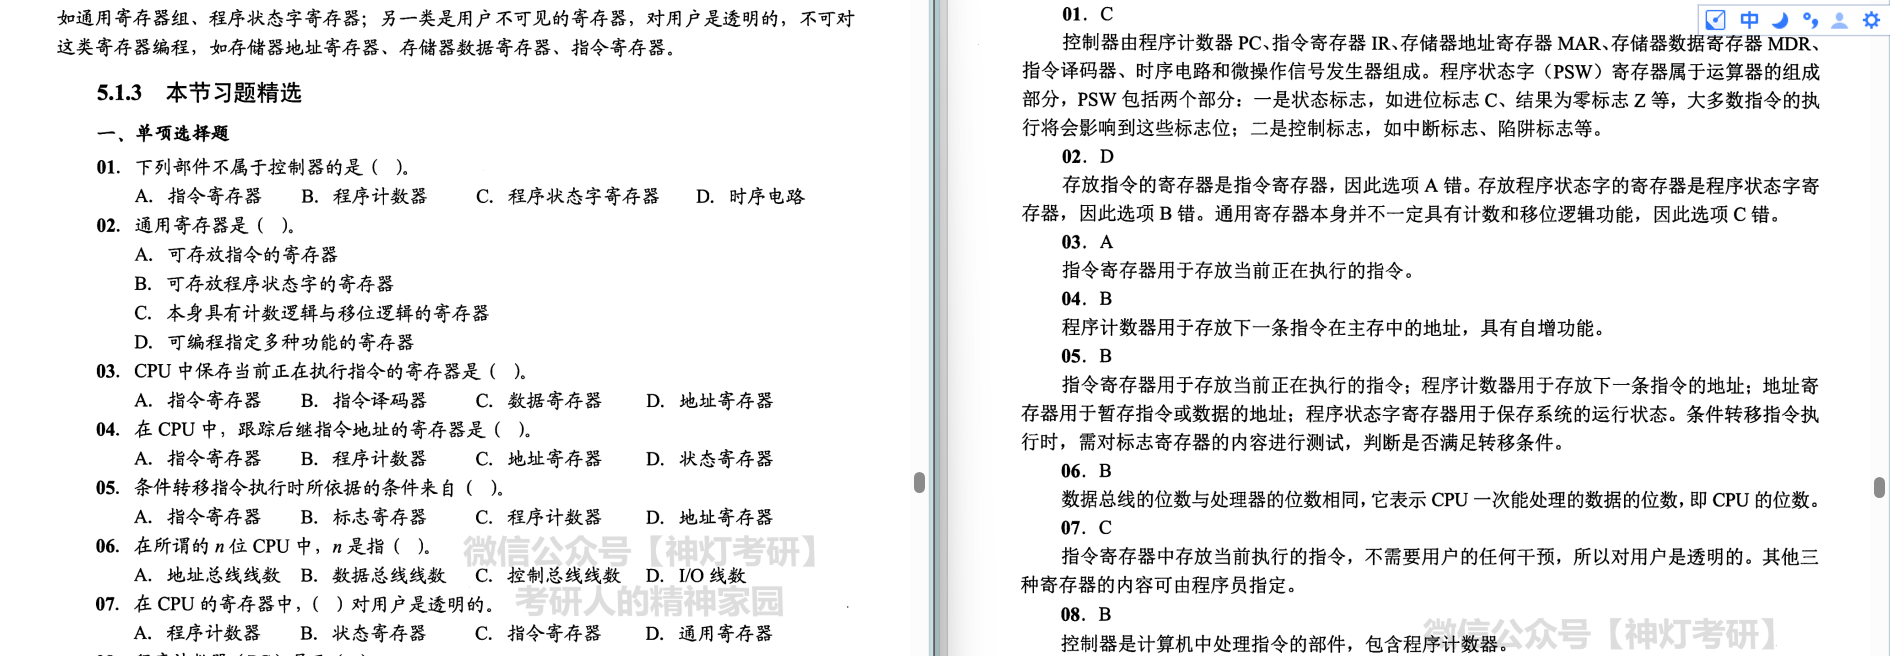 如通用寄存器组、程序状态字寄存器；另一类是用户不可见的寄存器，对用户是透明的，不可对
这类寄存器编程，如存储器地址寄存器、存储器数据寄存器、指令寄存器。
5.1.3 本节习题精选
一、单项选择题
01. 下列部件不属于控制器的是（ ）。
A. 指令寄存器 B. 程序计数器 C. 程序状态字寄存器 D. 时序电路
02. 通用寄存器是（ ）。
A. 可存放指令的寄存器
B. 可存放程序状态字的寄存器
C. 本身具有计数逻辑与移位逻辑的寄存器
D. 可编程指定多种功能的寄存器
03. CPU 中保存当前正在执行指令的寄存器是（ ）。
A. 指令寄存器 B. 指令译码器 C. 数据寄存器 D. 地址寄存器
04. 在 CPU 中，跟踪后继指令地址的寄存器是（ ）。
A. 指令寄存器 B. 程序计数器 C. 地址寄存器 D. 状态寄存器
05. 条件转移指令执行时所依据的条件来自（ ）。
A. 指令寄存器 B. 标志寄存器 C. 程序计数器 D. 地址寄存器
06. 在所谓的 n 位 CPU 中，n 是指（ ）。
A. 地址总线线数 B. 数据总线线数 C. 控制总线线数 D. I/O 线数
07. 在 CPU 的寄存器中，（ ）对用户是透明的。
A. 程序计数器 B. 状态寄存器 C. 指令寄存器 D. 通用寄存器
微信公众号【神灯考研】
考研人的精神家园
01. C
控制器由程序计数器 PC、指令寄存器 IR、存储器地址寄存器 MAR、存储器数据寄存器 MDR、
指令译码器、时序电路和微操作信号发生器组成。程序状态字（PSW）寄存器属于运算器的组成
部分，PSW 包括两个部分：一是状态标志，如进位标志 C、结果为零标志 Z 等，大多数指令的执
行将会影响到这些标志位；二是控制标志，如中断标志、陷阱标志等。
02. D
存放指令的寄存器是指令寄存器，因此选项 A 错。存放程序状态字的寄存器是程序状态字寄
存器，因此选项 B 错。通用寄存器本身并不一定具有计数和移位逻辑功能，因此选项 C 错。
03. A
指令寄存器用于存放当前正在执行的指令。
04. B
程序计数器用于存放下一条指令在主存中的地址，具有自增功能。
05. B
指令寄存器用于存放当前正在执行的指令；程序计数器用于存放下一条指令的地址；地址寄
存器用于暂存指令或数据的地址；程序状态字寄存器用于保存系统的运行状态。条件转移指令执
行时，需对标志寄存器的内容进行测试，判断是否满足转移条件。
06. B
数据总线的位数与处理器的位数相同，它表示 CPU 一次能处理的数据的位数，即 CPU 的位数。
07. C
指令寄存器中存放当前执行的指令，不需要用户的任何干预，所以对用户是透明的。其他三
种寄存器的内容可由程序员指定。
08. B
控制器是计算机中处理指令的部件，包含程序计数器。
微信公众号【神灯考研】
中